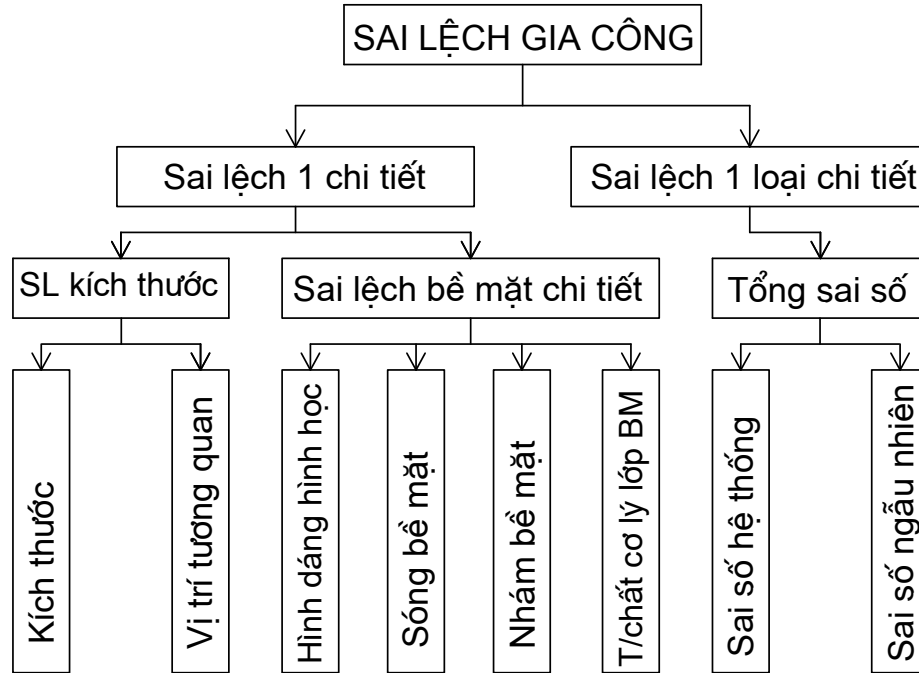 SAI LỆCH GIA CÔNG
Sai lệch 1 chi tiết
Sai lệch 1 loại chi tiết
SL kích thước
Sai lệch bề mặt chi tiết
Tổng sai số
Kích thước
Vị trí tương quan
Hình dáng hình học
Sóng bề mặt
Nhám bề mặt
T/chất cơ lý lớp BM
Sai số hệ thống
Sai số ngẫu nhiên